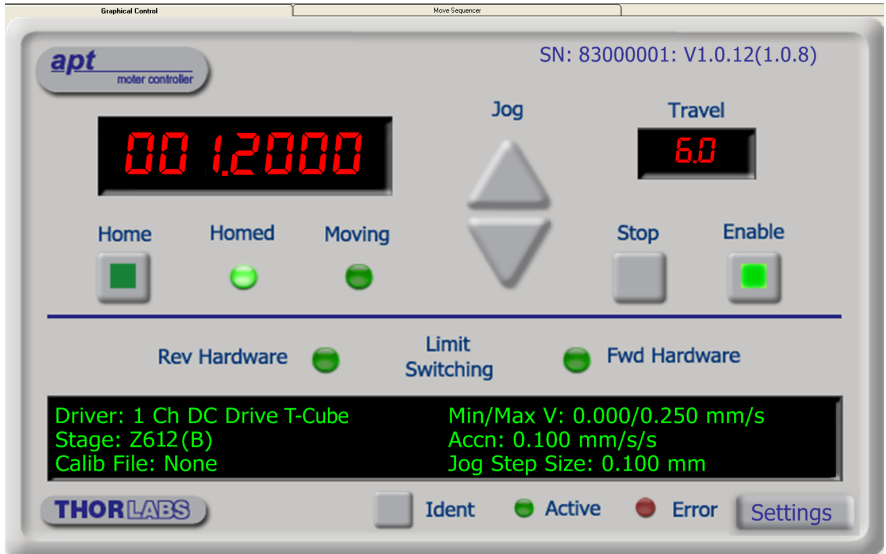 Graphical Control
Move Sequencer
apt
moter controller
SN: 83000001: V1.0.12(1.0.8)
Jog
Travel
001.2000
6.0
Home
Homed
Moving
Stop
Enable
Rev Hardware
Limit
Switching
Fwd Hardware
Driver: 1 Ch DC Drive T-Cube
Stage: Z612(B)
Calib File: None
Min/Max V: 0.000/0.250 mm/s
Accn: 0.100 mm/s/s
Jog Step Size: 0.100 mm
THORLABS
Ident
Active
Error
Settings